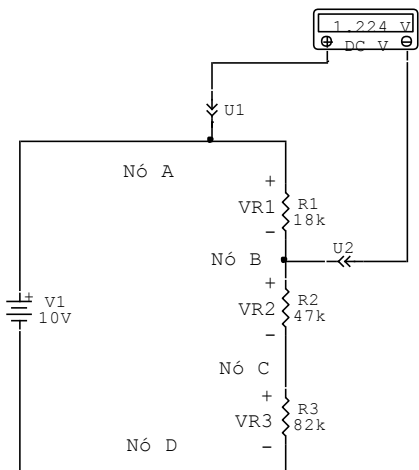 1.224 V
DC V
U1
Nó A
+
VR1
R1
18k
−
U2
Nó B
+
V1
10V
+
VR2
R2
47k
−
Nó C
+
VR3
R3
82k
−
Nó D